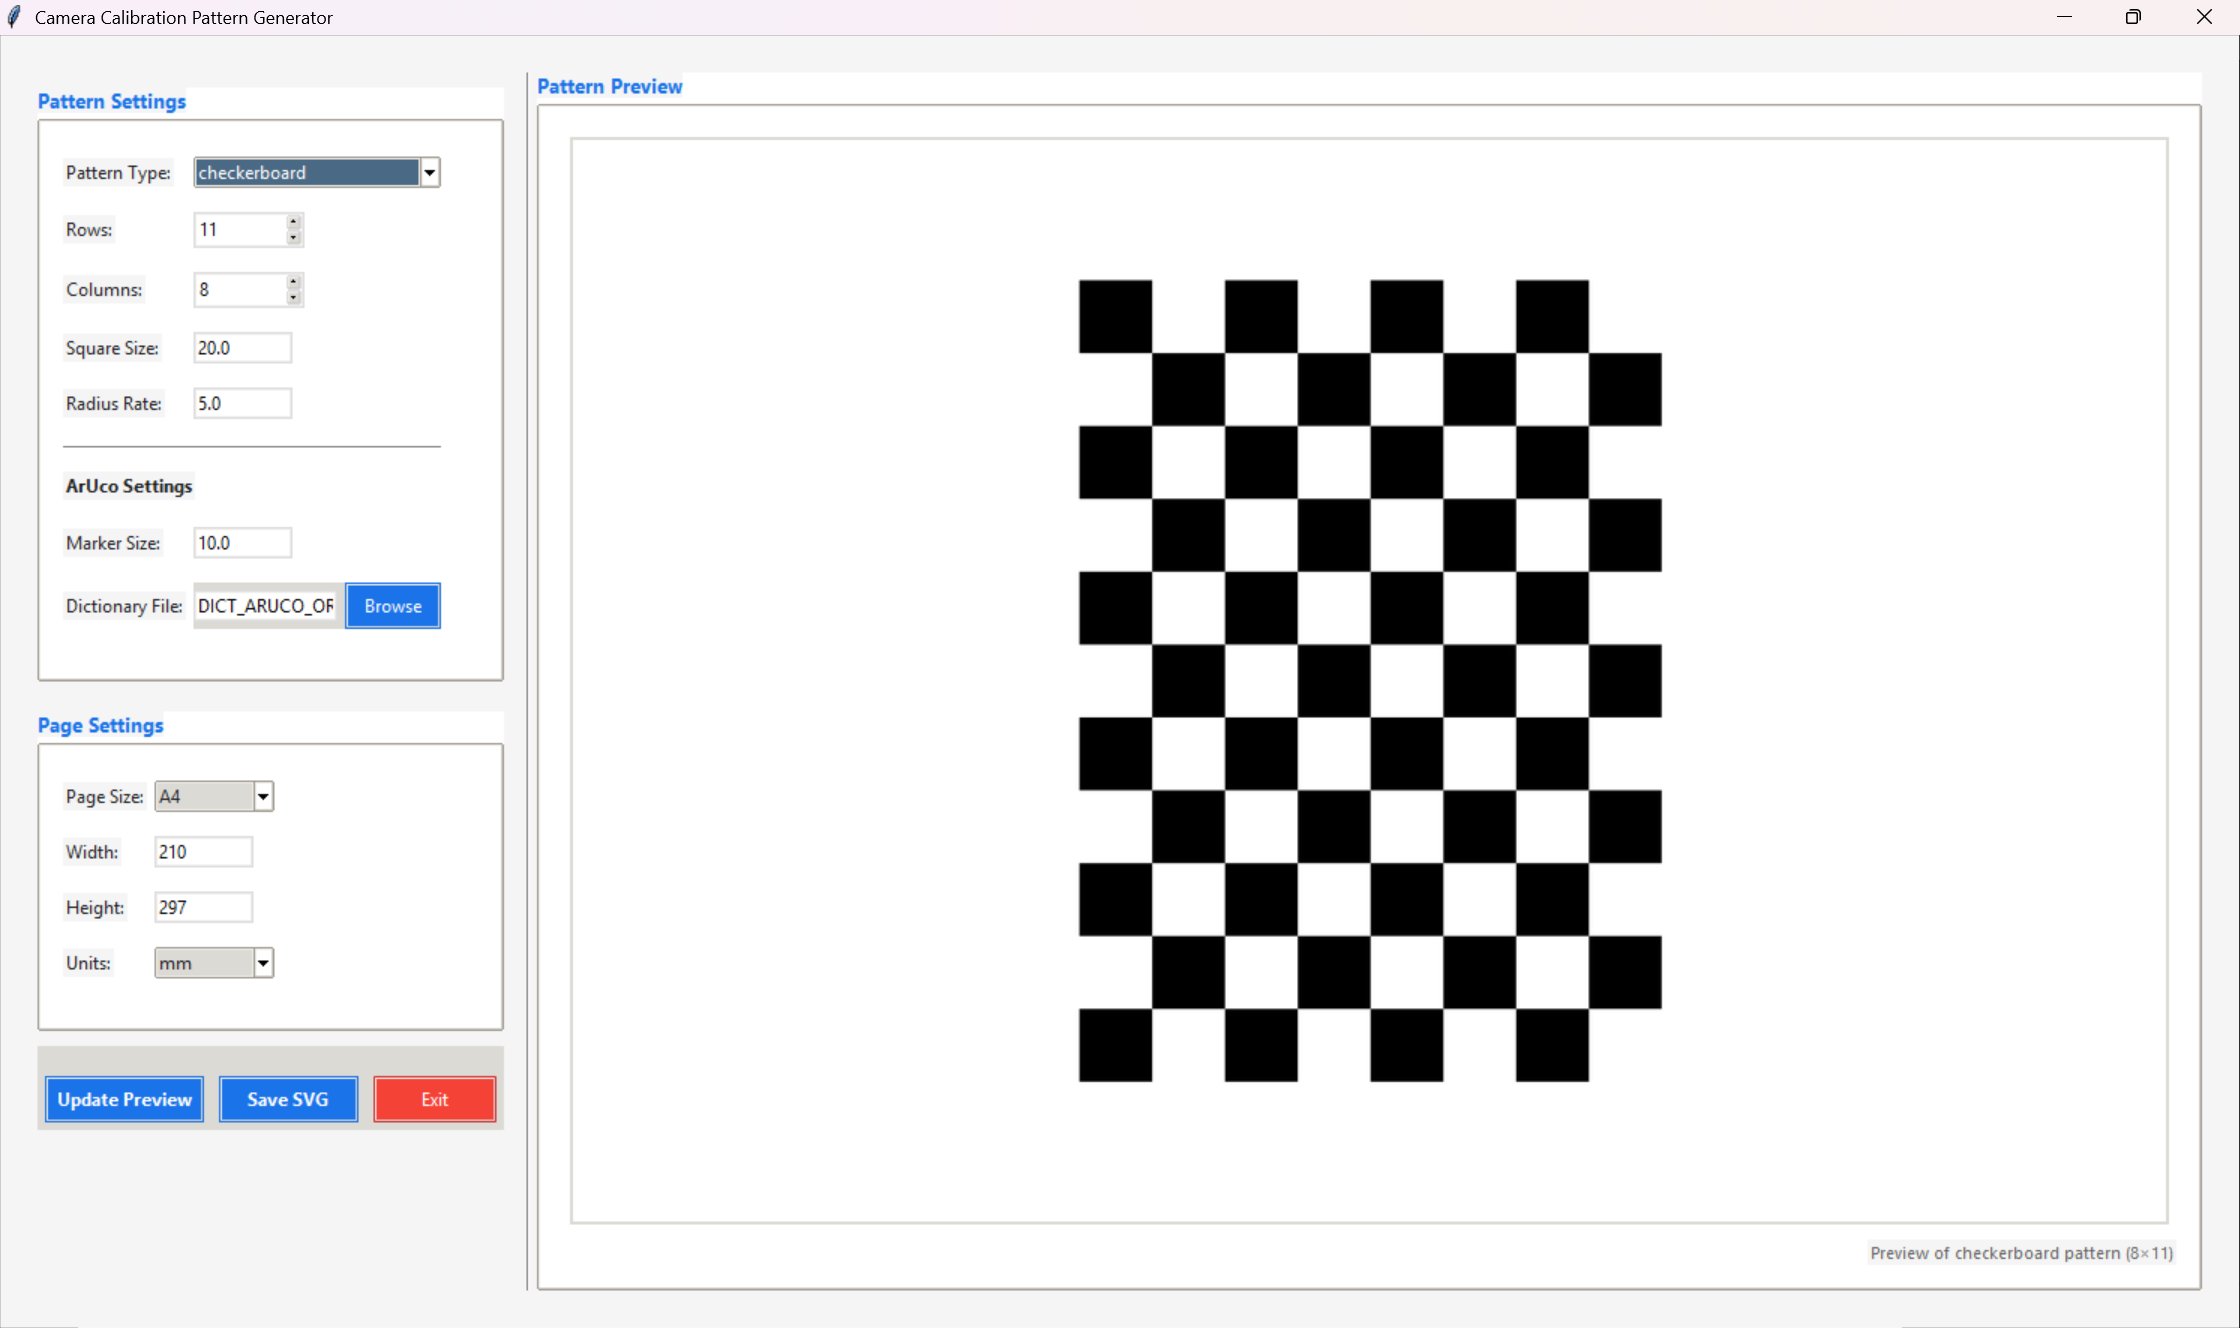 Camera Calibration Pattern Generator
Pattern Settings
Pattern Type: checkerboard
Rows: 11
Columns: 8
Square Size: 20.0
Radius Rate: 5.0
ArUco Settings
Marker Size: 10.0
Dictionary File: DICT_ARUCO_OR Browse
Page Settings
Page Size: A4
Width: 210
Height: 297
Units: mm
Update Preview Save SVG Exit
Pattern Preview
Preview of checkerboard pattern (8×11)